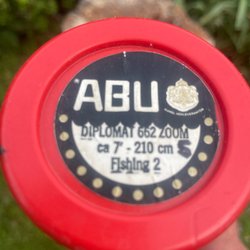 ABU
DIPLOMAT 662 ZOOM
ca 7' - 210 cm S
Fishing 2